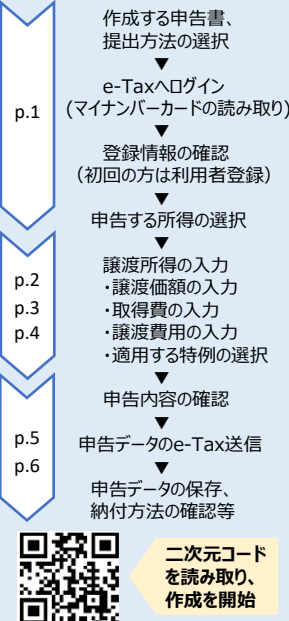 作成する申告書、
提出方法の選択
▼
e-Taxへログイン
(マイナンバーカードの読み取り)
▼
p.1
登録情報の確認
（初回の方は利用者登録）
▼
申告する所得の選択
▼
譲渡所得の入力
p.2
・譲渡価額の入力
p.3
・取得費の入力
p.4
・譲渡費用の入力
・適用する特例の選択
▼
申告内容の確認
▼
p.5
申告データのe-Tax送信
p.6
▼
申告データの保存、
納付方法の確認等
二次元コード
を読み取り、
作成を開始